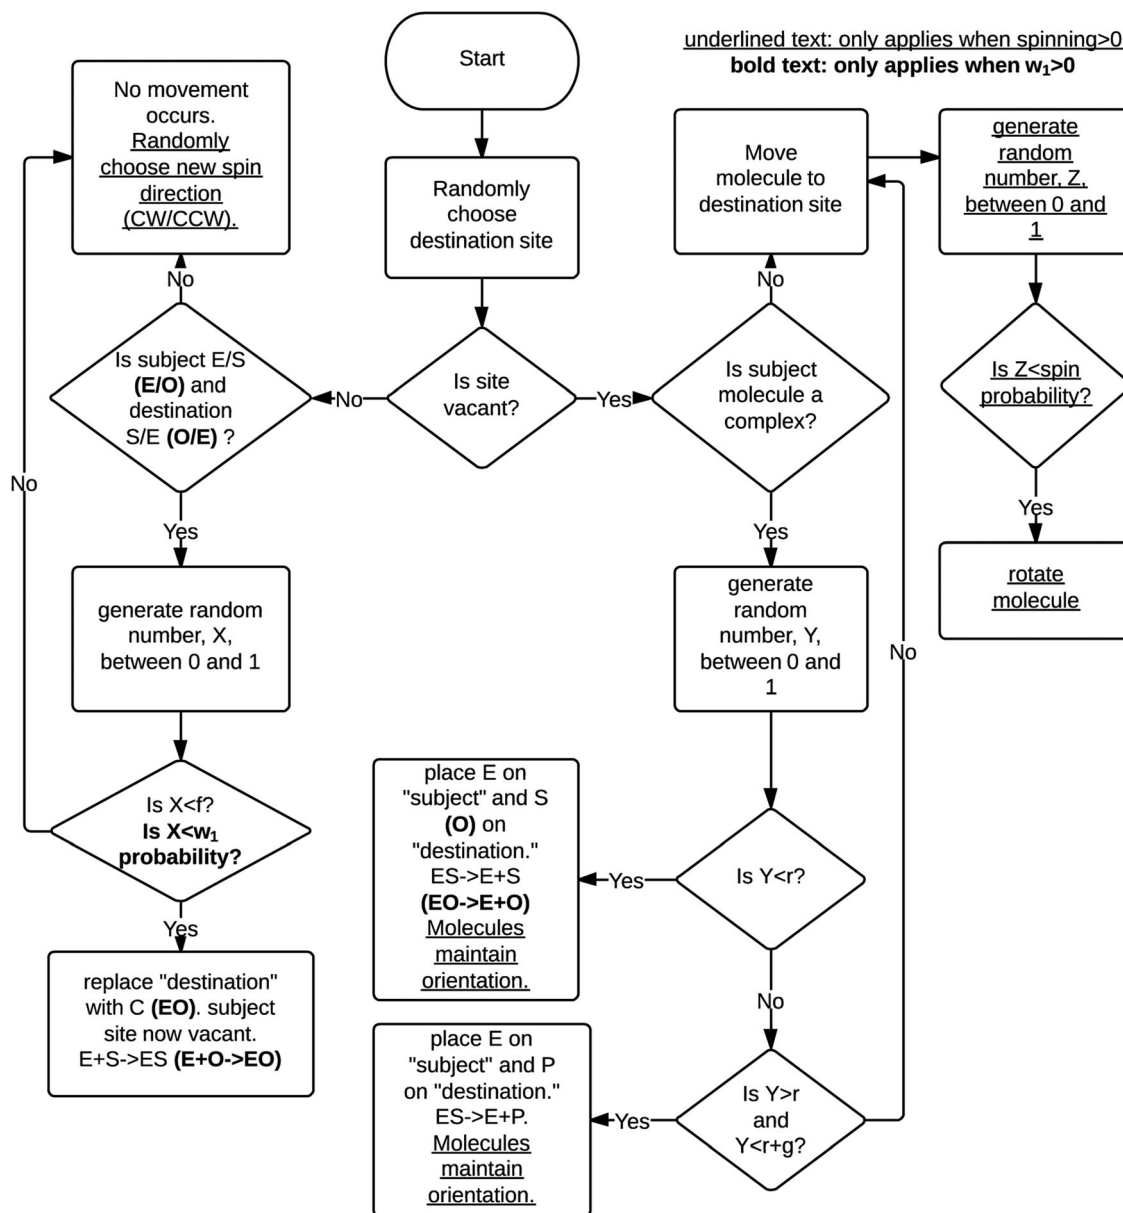 Start
underlined text: only applies when spinning>0
bold text: only applies when w₁>0
No movement
occurs.
Randomly
choose new spin
direction
(CW/CCW).
Randomly
choose
destination site
Move
molecule to
destination site
generate
random
number, Z,
between 0 and
1
No
No
Is subject E/S
(E/O) and
destination
S/E (O/E) ?
No
Is site
vacant?
Yes
Is subject
molecule a
complex?
Is Z<spin
probability?
No
Yes
Yes
Yes
generate random
number, X,
between 0 and 1
generate
random
number, Y,
between 0 and
1
rotate
molecule
No
Is X<f?
Is X<w₁
probability?
place E on
"subject" and S
(O) on
"destination."
ES->E+S
(EO->E+O)
Molecules
maintain
orientation.
Yes
Is Y<r?
Yes
replace "destination"
with C (EO). subject
site now vacant.
E+S->ES (E+O->EO)
No
place E on
"subject" and P
on "destination."
ES->E+P.
Molecules
maintain
orientation.
Yes
Is Y>r
and
Y<r+g?